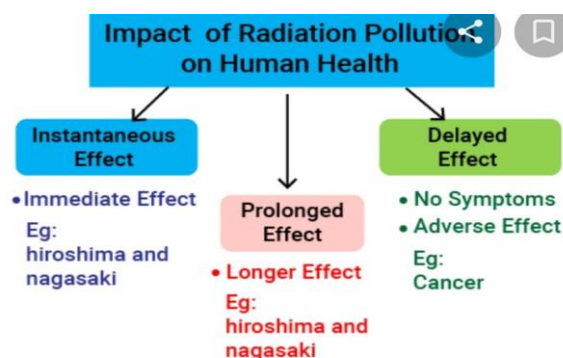 Impact of Radiation Pollution
on Human Health
Instantaneous
Effect
• Immediate Effect
Eg:
hiroshima and
nagasaki
Prolonged
Effect
• Longer Effect
Eg:
hiroshima and
nagasaki
Delayed
Effect
• No Symptoms
• Adverse Effect
Eg:
Cancer